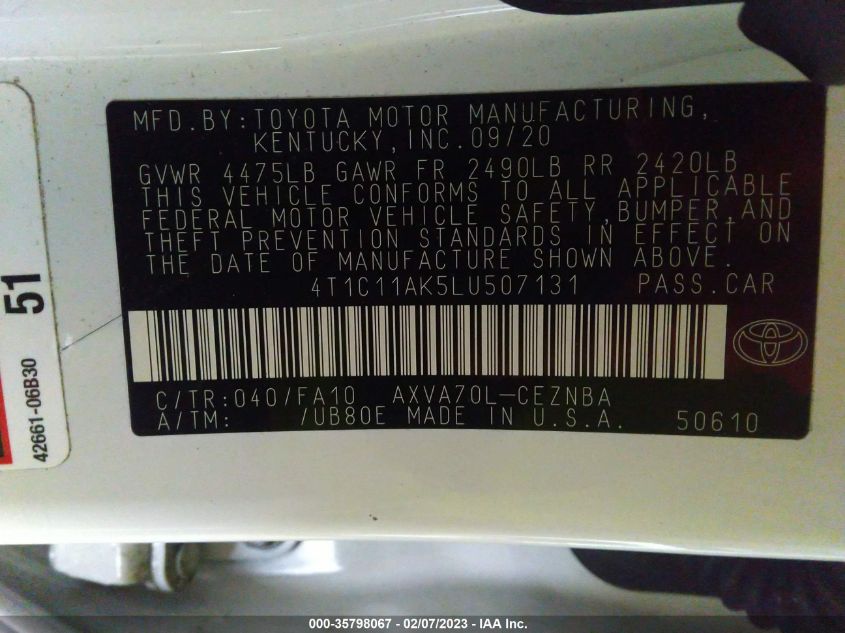 MFD.BY:TOYOTA MOTOR MANUFACTURING,
KENTUCKY,INC.09/20
GVWR 4475LB GAWR FR 2490LB RR 2420LB
THIS VEHICLE CONFORMS TO ALL APPLICABLE
FEDERAL MOTOR VEHICLE SAFETY,BUMPER,AND
THEFT PREVENTION STANDARDS IN EFFECT ON
THE DATE OF MANUFACTURE SHOWN ABOVE.
4T1C11AK5LU507131 PASS.CAR
C/TR:040/FA10 AXVA70L-CEZNBA
A/TM: /UB80E MADE IN U.S.A. 50610
51
42661-06B30
000-35798067 - 02/07/2023 - IAA Inc.